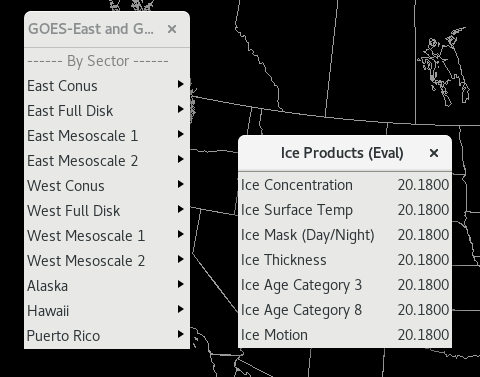 GOES-East and G... ×
------ By Sector ------
East Conus
East Full Disk
East Mesoscale 1
East Mesoscale 2
West Conus
West Full Disk
West Mesoscale 1
West Mesoscale 2
Alaska
Hawaii
Puerto Rico
Ice Products (Eval) ×
Ice Concentration 20.1800
Ice Surface Temp 20.1800
Ice Mask (Day/Night) 20.1800
Ice Thickness 20.1800
Ice Age Category 3 20.1800
Ice Age Category 8 20.1800
Ice Motion 20.1800